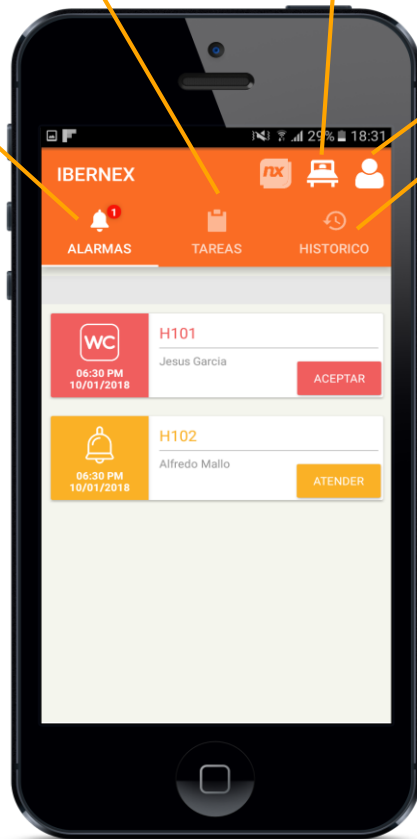 29% 18:31
IBERNEX
nx
1
ALARMAS
TAREAS
HISTORICO
WC
06:30 PM
10/01/2018
H101
Jesus Garcia
ACEPTAR
06:30 PM
10/01/2018
H102
Alfredo Mallo
ATENDER